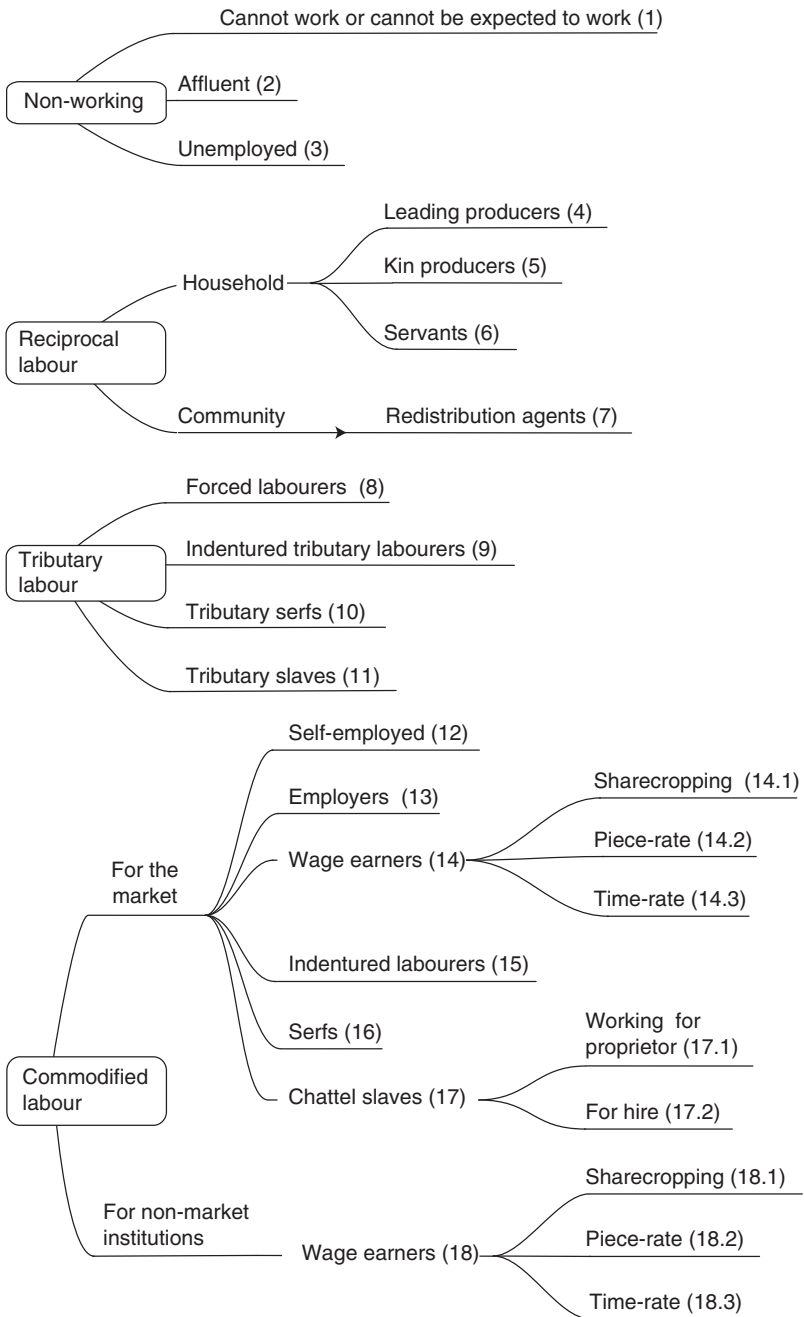 Cannot work or cannot be expected to work (1)
Non-working
Affluent (2)
Unemployed (3)
Reciprocal
labour
Household
Leading producers (4)
Kin producers (5)
Servants (6)
Community
Redistribution agents (7)
Tributary
labour
Forced labourers (8)
Indentured tributary labourers (9)
Tributary serfs (10)
Tributary slaves (11)
Commodified
labour
For the
market
Self-employed (12)
Employers (13)
Wage earners (14)
Sharecropping (14.1)
Piece-rate (14.2)
Time-rate (14.3)
Indentured labourers (15)
Serfs (16)
Chattel slaves (17)
Working for
proprietor (17.1)
For hire (17.2)
For non-market
institutions
Wage earners (18)
Sharecropping (18.1)
Piece-rate (18.2)
Time-rate (18.3)